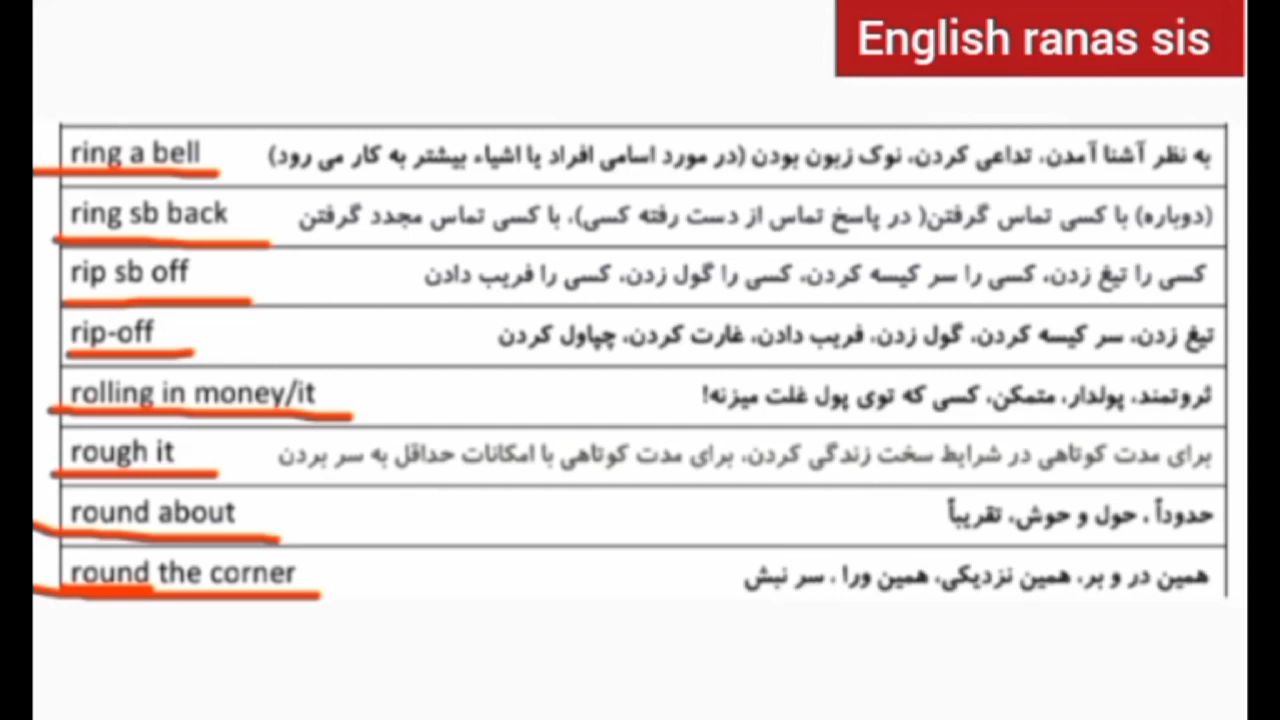 English ranas sis
ring a bell به نظر آشنا آمدن، تداعی کردن، نوک زبون بودن (در مورد اسامی افراد یا اشیاء بیشتر به کار می رود)
ring sb back (دوباره) با کسی تماس گرفتن( در پاسخ تماس از دست رفته کسی)، با کسی تماس مجدد گرفتن
rip sb off کسی را تیغ زدن، کسی را سر کیسه کردن، کسی را گول زدن، کسی را فریب دادن
rip-off تیغ زدن، سر کیسه کردن، گول زدن، فریب دادن، غارت کردن، چپاول کردن
rolling in money/it ثروتمند، پولدار، متمکن، کسی که توی پول غلت میزنه!
rough it برای مدت کوتاهی در شرایط سخت زندگی کردن، برای مدت کوتاهی با امکانات حداقل به سر بردن
round about حدوداً ، حول و حوش، تقریباً
round the corner همین در و بر، همین نزدیکی، همین ورا ، سر نبش